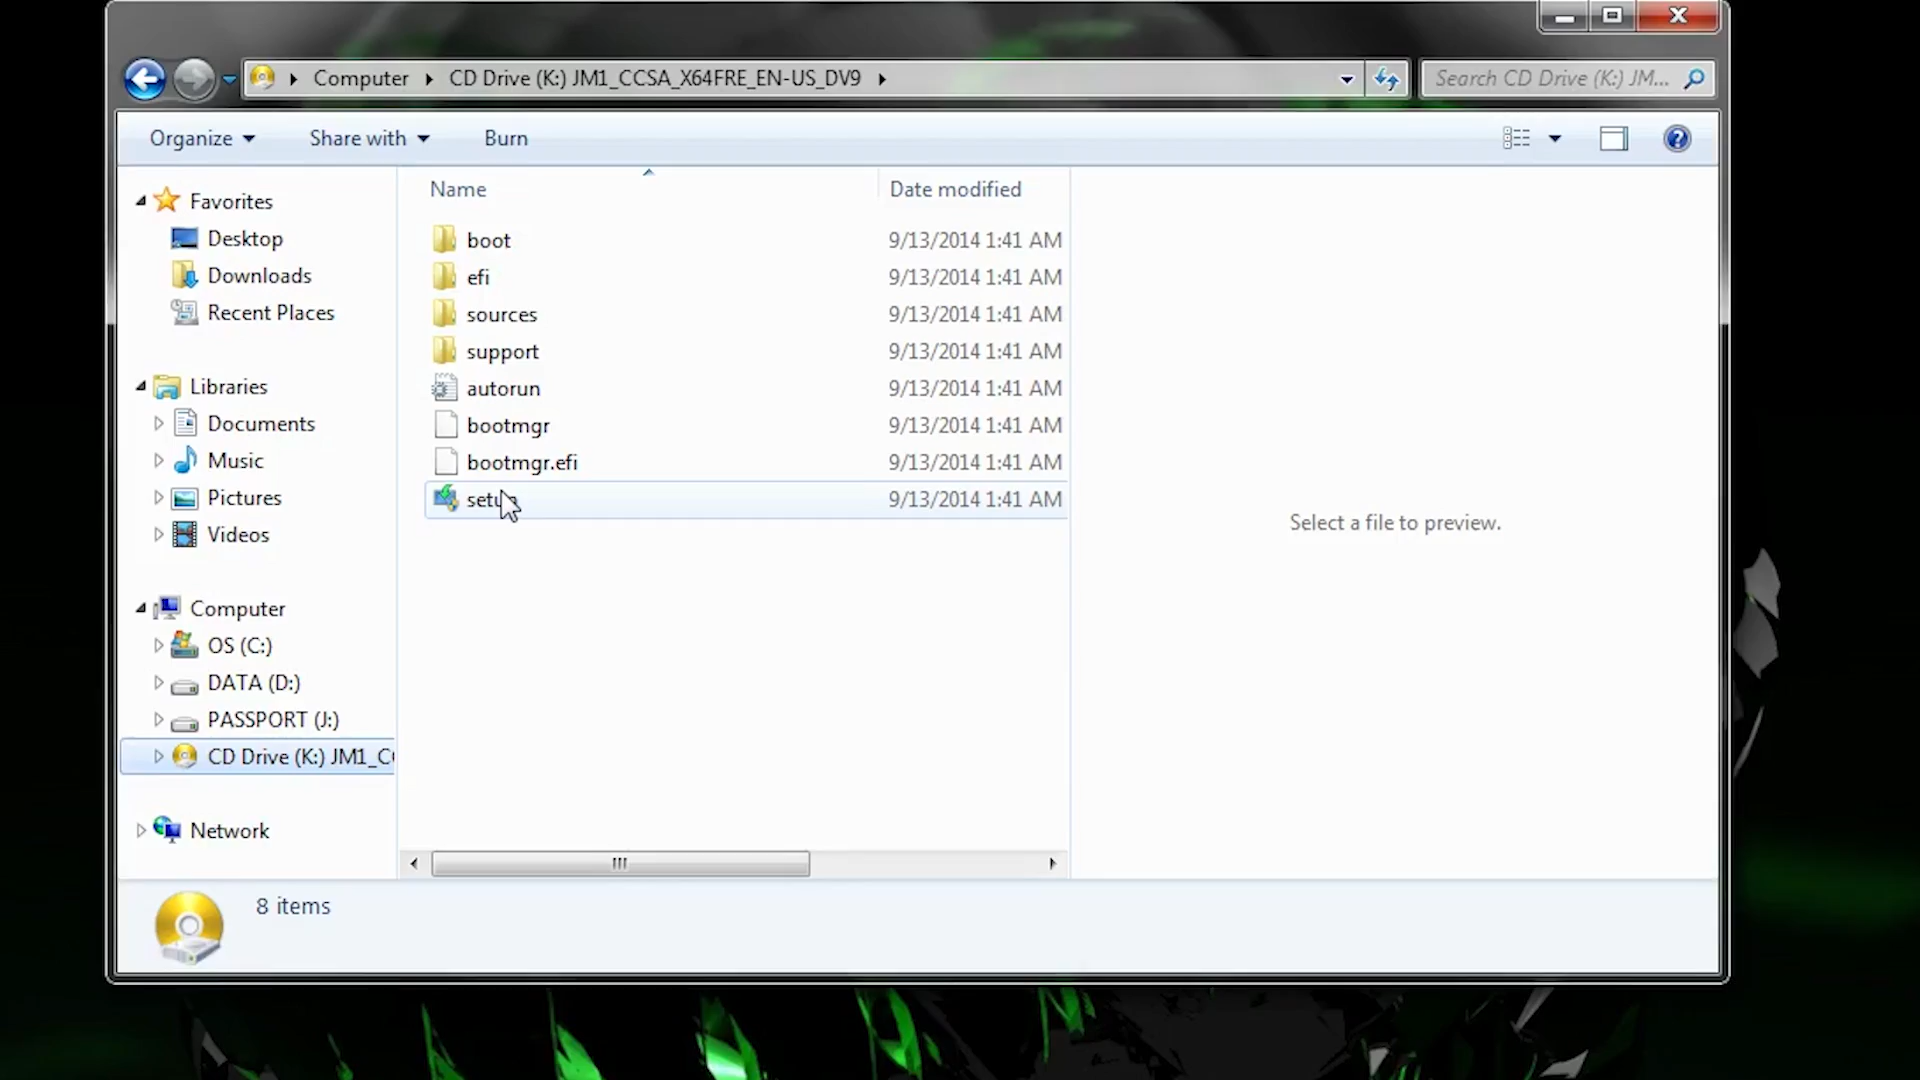 Computer CD Drive (K:) JM1_CCSA_X64FRE_EN-US_DV9
Search CD Drive (K:) JM...
Organize Share with Burn
Name Date modified
Favorites
Desktop
Downloads
Recent Places
Libraries
Documents
Music
Pictures
Videos
Computer
OS (C:)
DATA (D:)
PASSPORT (J:)
CD Drive (K:) JM1_C
Network
boot 9/13/2014 1:41 AM
efi 9/13/2014 1:41 AM
sources 9/13/2014 1:41 AM
support 9/13/2014 1:41 AM
autorun 9/13/2014 1:41 AM
bootmgr 9/13/2014 1:41 AM
bootmgr.efi 9/13/2014 1:41 AM
setup 9/13/2014 1:41 AM
Select a file to preview.
8 items